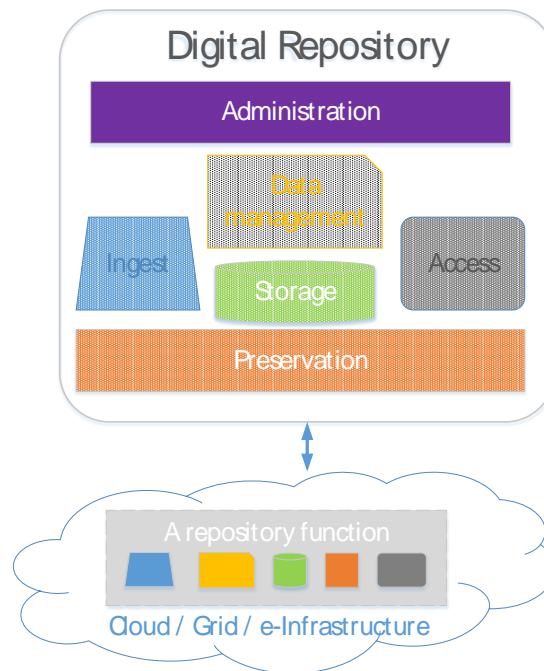 Digital Repository
Administration
Data
management
Ingest
Access
Storage
Preservation
A repository function
Cloud / Grid / e-Infrastructure